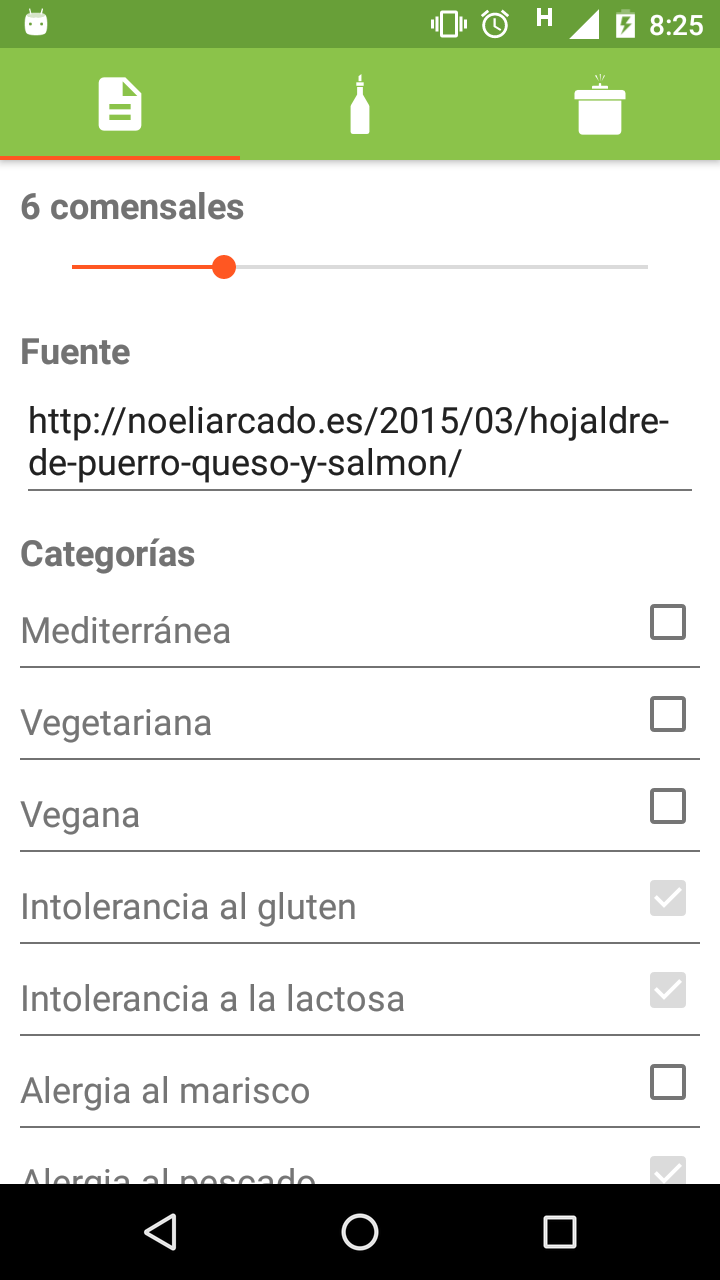 H 8:25
6 comensales
Fuente
http://noeliarcado.es/2015/03/hojaldre-
de-puerro-queso-y-salmon/
Categorías
Mediterránea
Vegetariana
Vegana
Intolerancia al gluten
Intolerancia a la lactosa
Alergia al marisco
Alergia al pescado